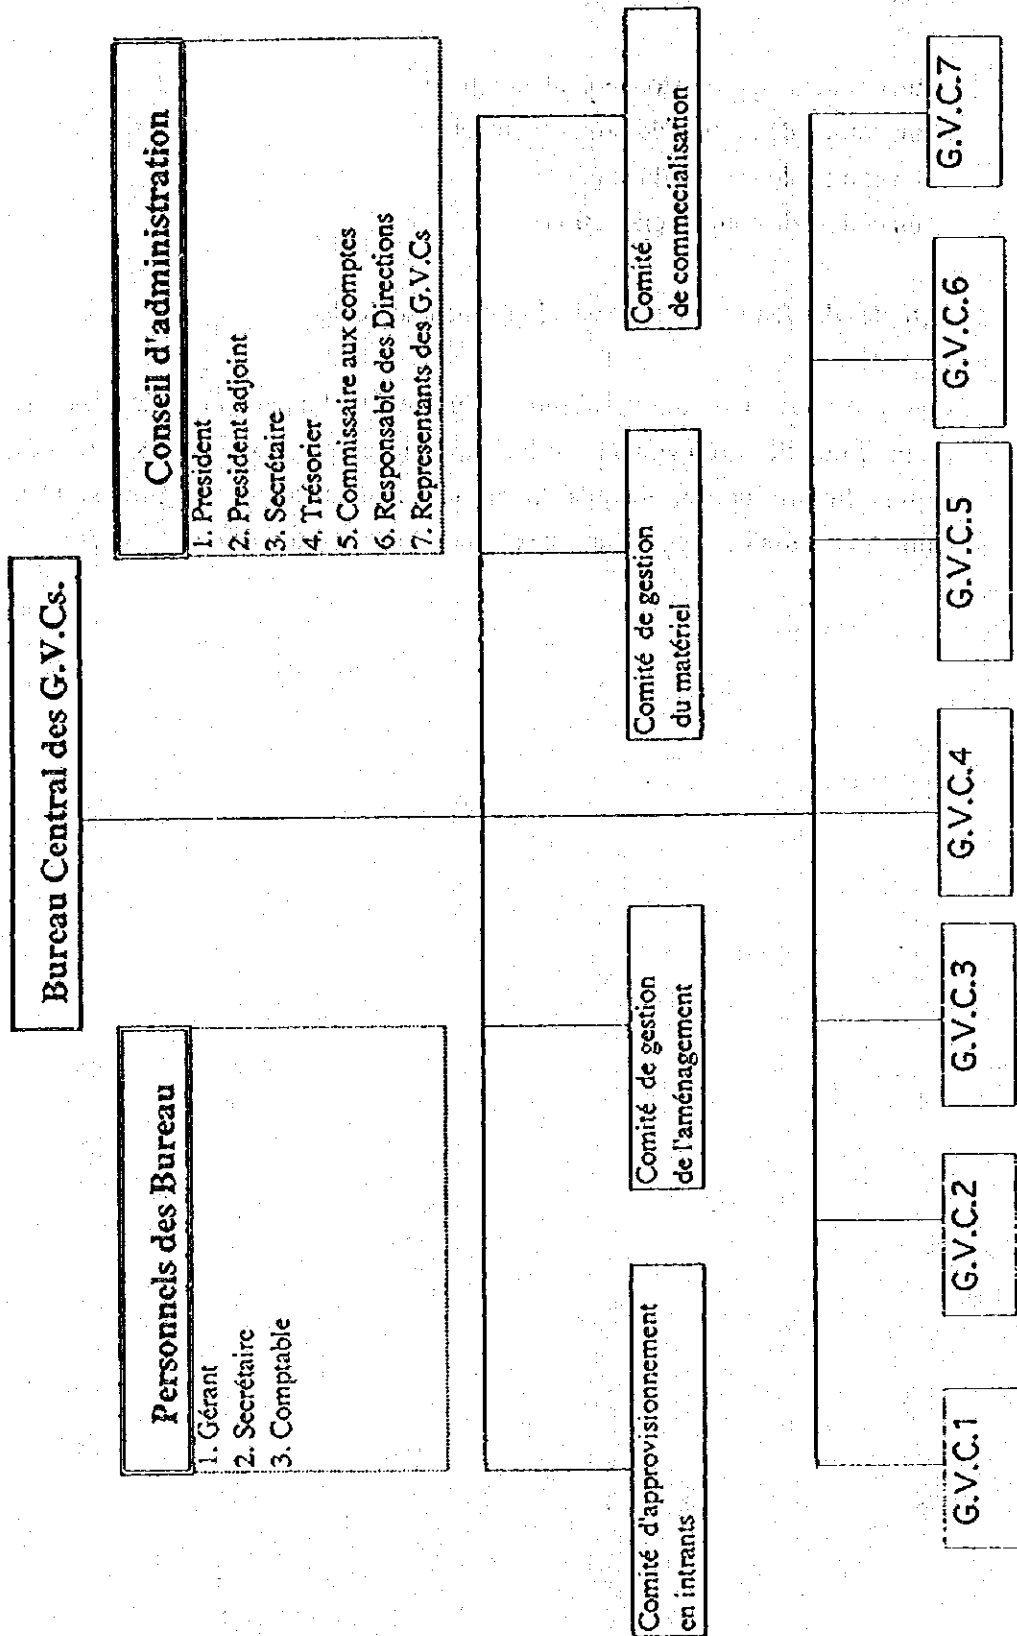 Bureau Central des G.V.Cs.
Personnels des Bureau
1. Gérant
2. Secrétaire
3. Comptable
Conseil d'administration
1. President
2. President adjoint
3. Secrétaire
4. Trésorier
5. Commissaire aux comptes
6. Responsable des Directions
7. Representants des G.V.Cs
Comité d'approvisionnement
en intrants
Comité de gestion
de l'aménagement
Comité de gestion
du matériel
Comité
de commecialisation
G.V.C.1
G.V.C.2
G.V.C.3
G.V.C.4
G.V.C.5
G.V.C.6
G.V.C.7